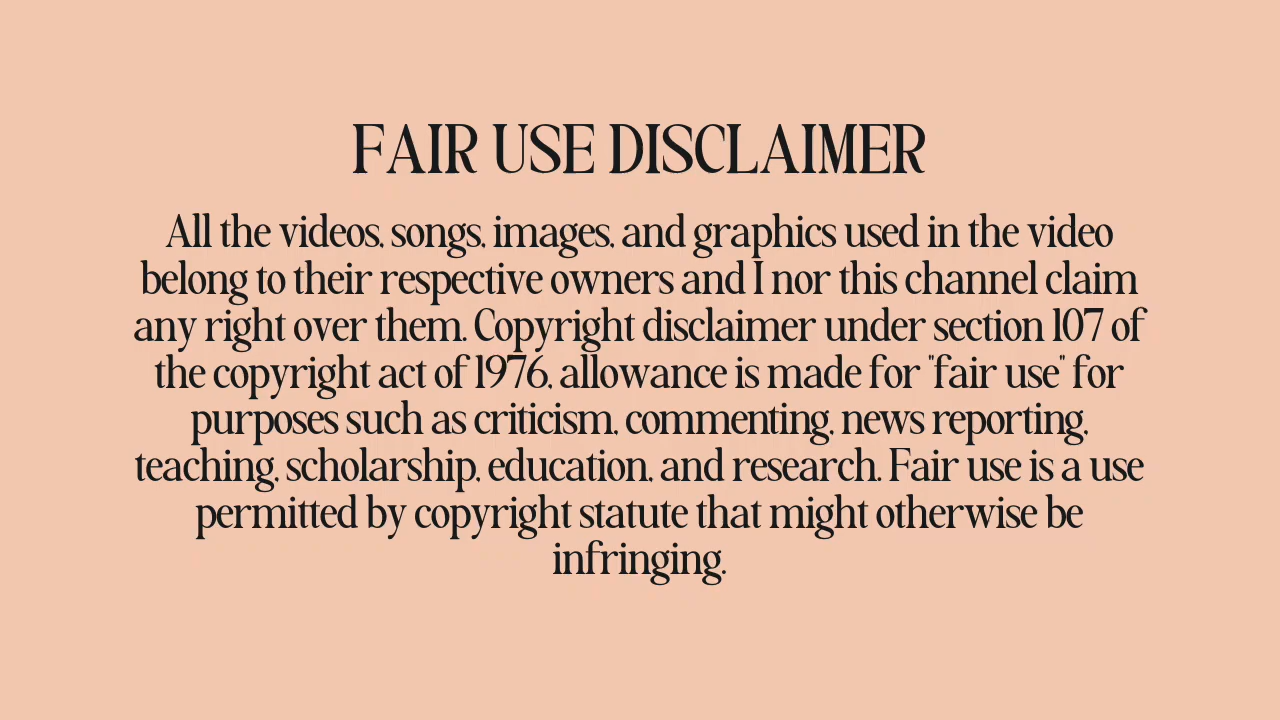 FAIR USE DISCLAIMER
All the videos, songs, images, and graphics used in the video
belong to their respective owners and I nor this channel claim
any right over them. Copyright disclaimer under section 107 of
the copyright act of 1976, allowance is made for "fair use" for
purposes such as criticism, commenting, news reporting,
teaching, scholarship, education, and research. Fair use is a use
permitted by copyright statute that might otherwise be
infringing.